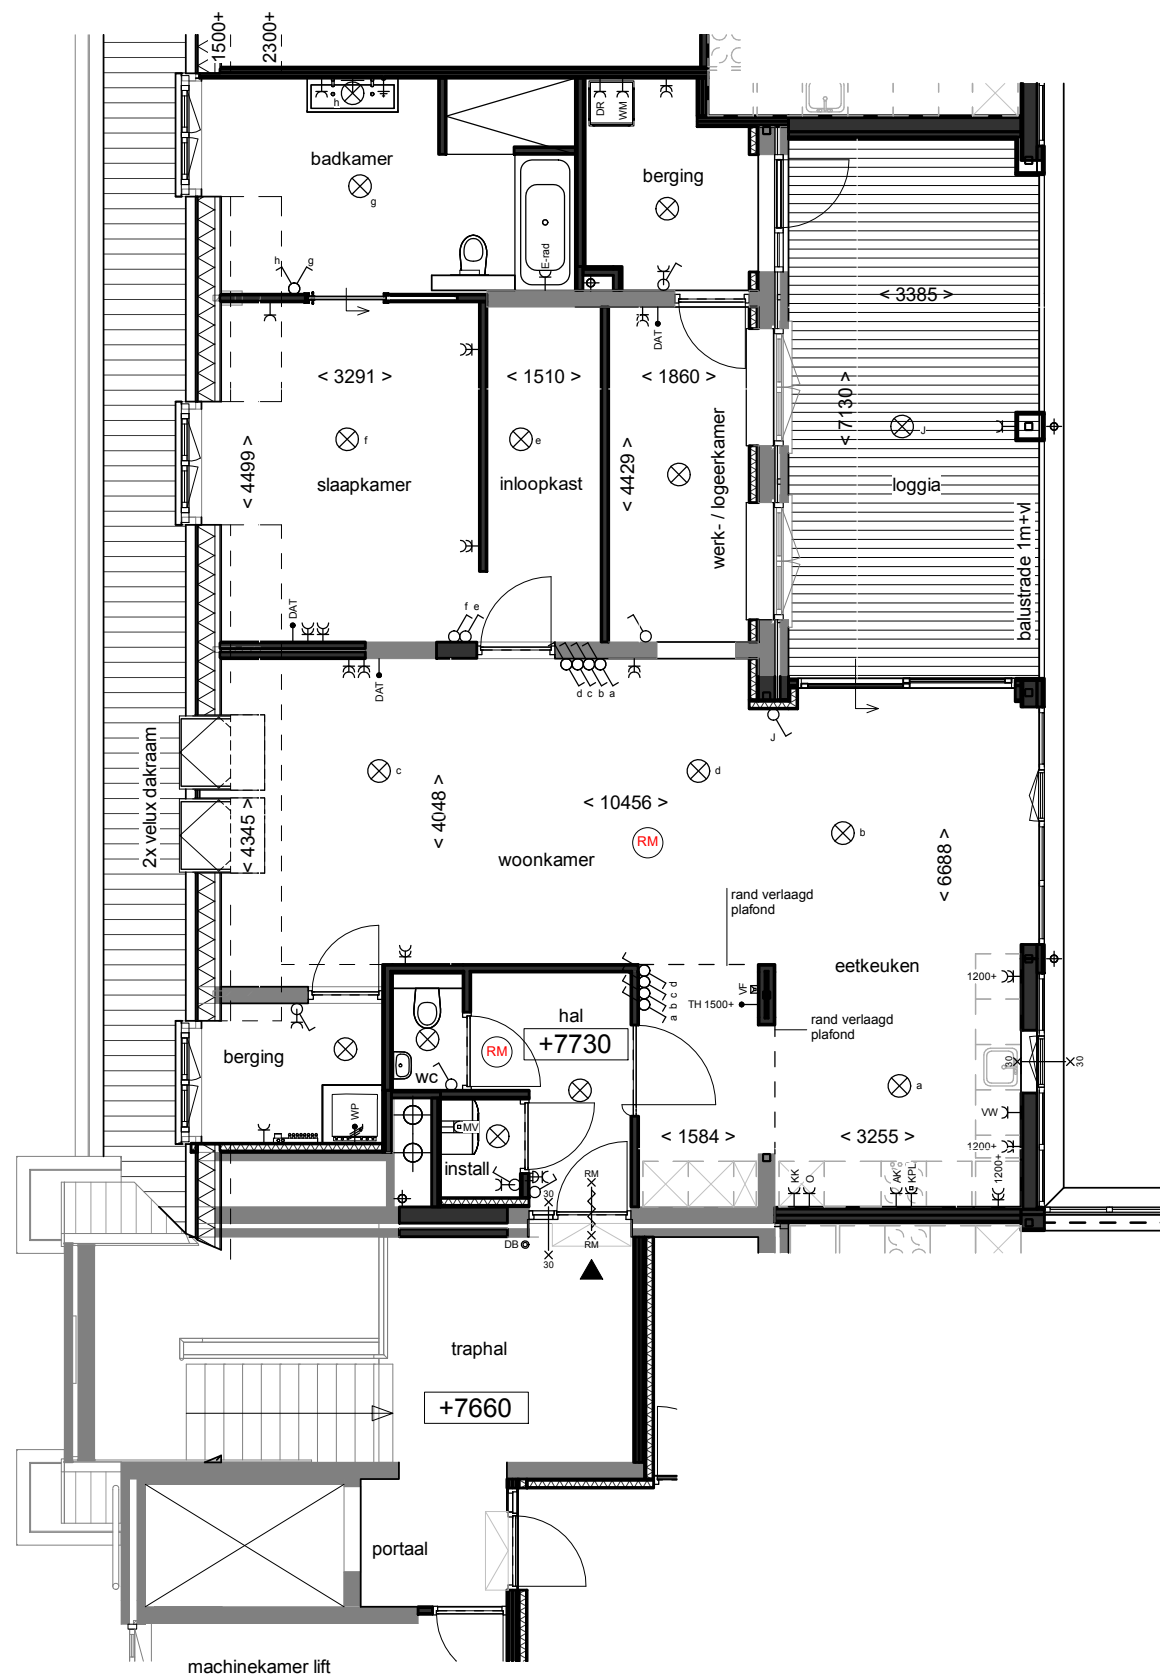 1500+
2300+
h
DR
WM
badkamer
g
berging
E-rad
h g
< 3385 >
DAT
< 3291 >
< 1510 >
< 1860 >
< 7130 >
f
e
J
< 4499 >
< 4429 >
werk- / logeerkamer
slaapkamer
inloopkast
loggia
balustrade 1m+vl
DAT
f e
DAT
d c b a
J
2x velux dakraam
c
d
< 4048 >
< 10456 >
b
< 4345 >
RM
woonkamer
< 6688 >
rand verlaagd
plafond
eetkeuken
1200+
a b c d
VF
TH 1500+
hal
+7730
rand verlaagd
plafond
berging
RM
wc
30
30
a
WP
MV
VW
< 1584 >
< 3255 >
1200+
install
KK
O
AK
KPL
1200+
RM
30
DB
30
RM
traphal
+7660
portaal
machinekamer lift